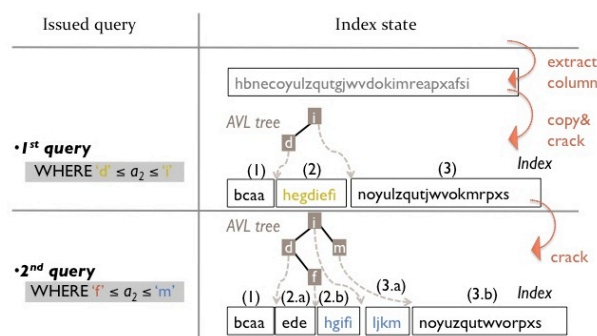 Issued query
Index state
extract
column
hbnecoyulzqutgjwvdokimreapxafsi
copy&
crack
AVL tree
i
d
•1st query
WHERE 'd' ≤ a2 ≤ 'i'
(1) (2) (3) Index
bcaa hegdiefi noyulzqutjwvokmrpxs
AVL tree
i
d m
f
crack
•2nd query
WHERE 'f' ≤ a2 ≤ 'm'
(1) (2.a) (2.b) (3.a) (3.b) Index
bcaa ede hgifi ljkm noyuzqutwvorpxs